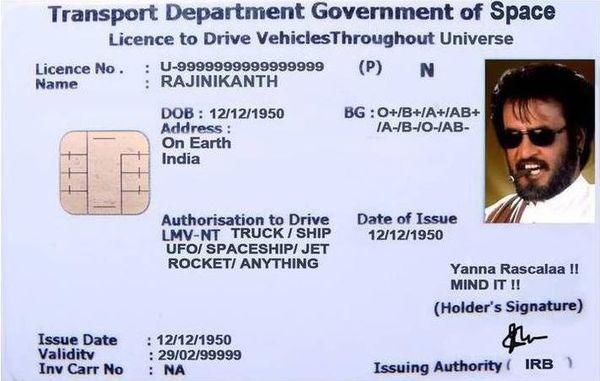 Transport Department Government of Space
Licence to Drive VehiclesThroughout Universe
Licence No . : U-9999999999999999 (P) N
Name : RAJINIKANTH
DOB : 12/12/1950 BG : O+/B+/A+/AB+
Address : /A-/B-/O-/AB-
On Earth
India
Authorisation to Drive Date of Issue
LMV-NT TRUCK / SHIP 12/12/1950
UFO/ SPACESHIP/ JET
ROCKET/ ANYTHING
Yanna Rascalaa !!
MIND IT !!
(Holder's Signature)
Issue Date : 12/12/1950
Validity : 29/02/99999
Inv Carr No : NA
Issuing Authority ( IRB )